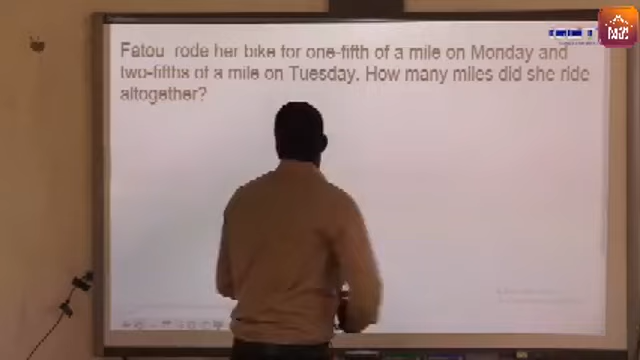 Fatou rode her bike for one-fifth of a mile on Monday and
two-fifths of a mile on Tuesday. How many miles did she ride
altogether?